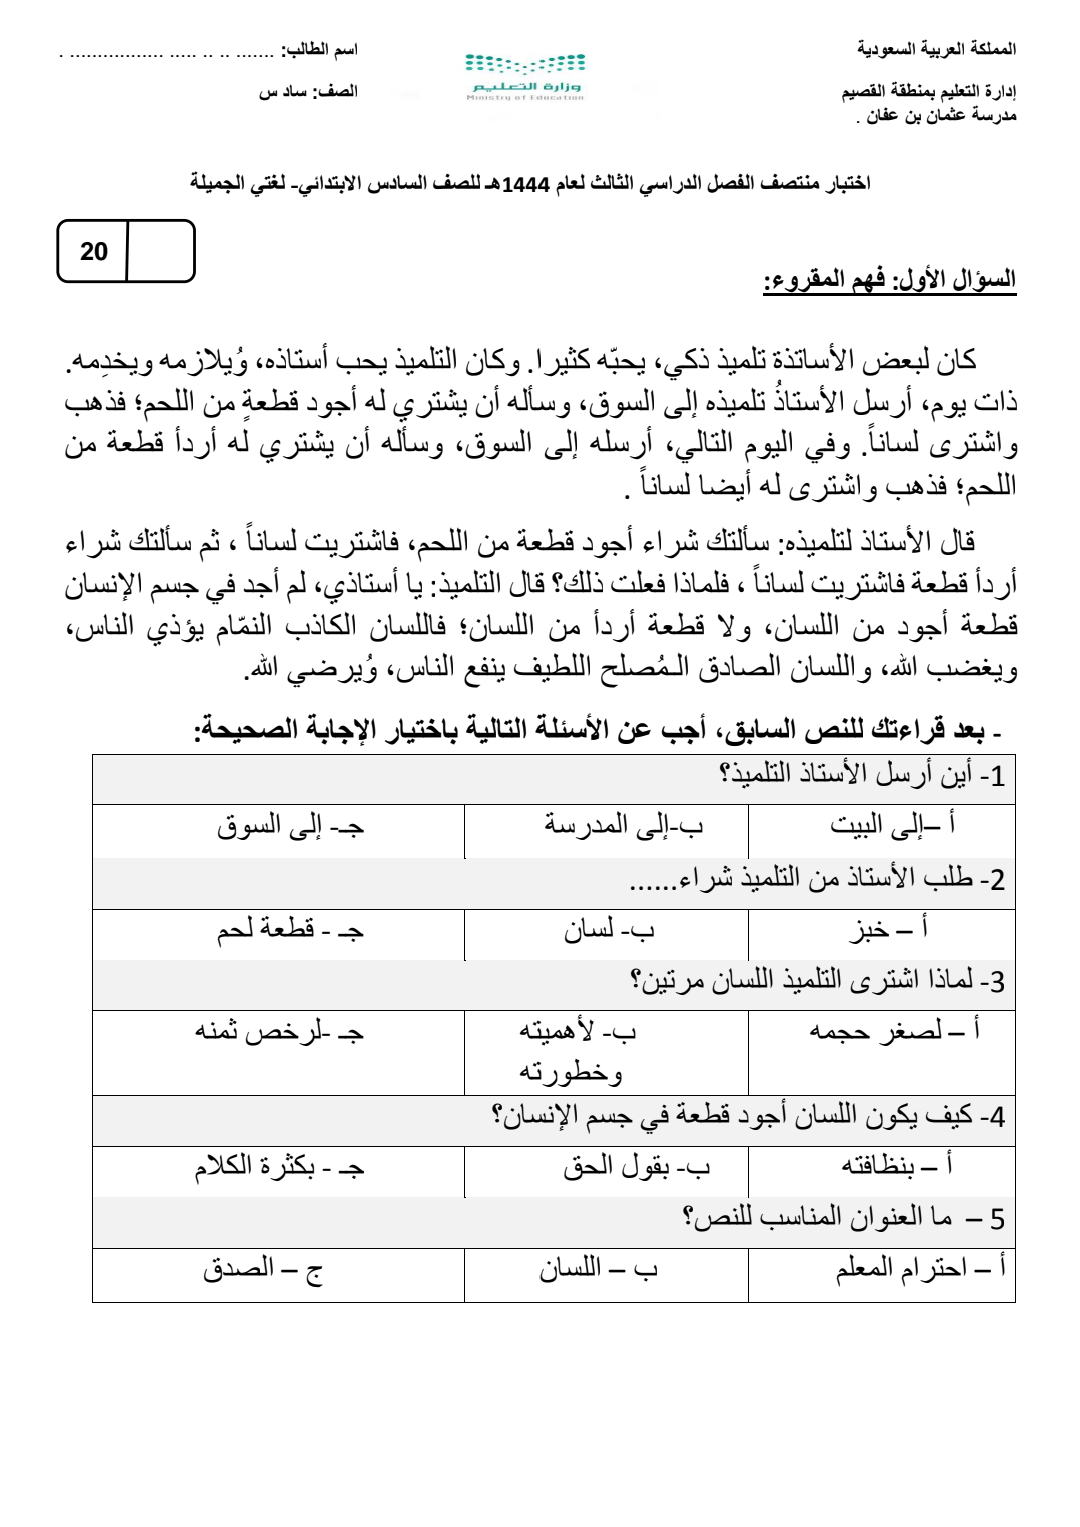 المملكة العربية السعودية
اسم الطالب: ....... .. .. ..... ................. .
وزارة التعليم
Ministry of Education
إدارة التعليم بمنطقة القصيم
الصف: ساد س
مدرسة عثمان بن عفان .
اختبار منتصف الفصل الدراسي الثالث لعام 1444هـ للصف السادس الابتدائي- لغتي الجميلة
20
السؤال الأول: فهم المقروء:
كان لبعض الأساتذة تلميذ ذكي، يحبّه كثيرا. وكان التلميذ يحب أستاذه، وُيلازمه ويخدِمه.
ذات يوم، أرسل الأستاذُ تلميذه إلى السوق، وسأله أن يشتري له أجود قطعةٍ من اللحم؛ فذهب
واشترى لساناً. وفي اليوم التالي، أرسله إلى السوق، وسأله أن يشتري له أردأ قطعة من
اللحم؛ فذهب واشترى له أيضا لساناً .
قال الأستاذ لتلميذه: سألتك شراء أجود قطعة من اللحم، فاشتريت لساناً ، ثم سألتك شراء
أردأ قطعة فاشتريت لساناً ، فلماذا فعلت ذلك؟ قال التلميذ: يا أستاذي، لم أجد في جسم الإنسان
قطعة أجود من اللسان، ولا قطعة أردأ من اللسان؛ فاللسان الكاذب النمّام يؤذي الناس،
ويغضب الله، واللسان الصادق الـمُصلح اللطيف ينفع الناس، وُيرضي الله.
- بعد قراءتك للنص السابق، أجب عن الأسئلة التالية باختيار الإجابة الصحيحة:
1- أين أرسل الأستاذ التلميذ؟
أ –إلى البيت ب-إلى المدرسة جـ- إلى السوق
2- طلب الأستاذ من التلميذ شراء......
أ – خبز ب- لسان جـ - قطعة لحم
3- لماذا اشترى التلميذ اللسان مرتين؟
أ – لصغر حجمه ب- لأهميته جـ -لرخص ثمنه
وخطورته
4- كيف يكون اللسان أجود قطعة في جسم الإنسان؟
أ – بنظافته ب- بقول الحق جـ - بكثرة الكلام
5 – ما العنوان المناسب للنص؟
أ – احترام المعلم ب – اللسان ج – الصدق